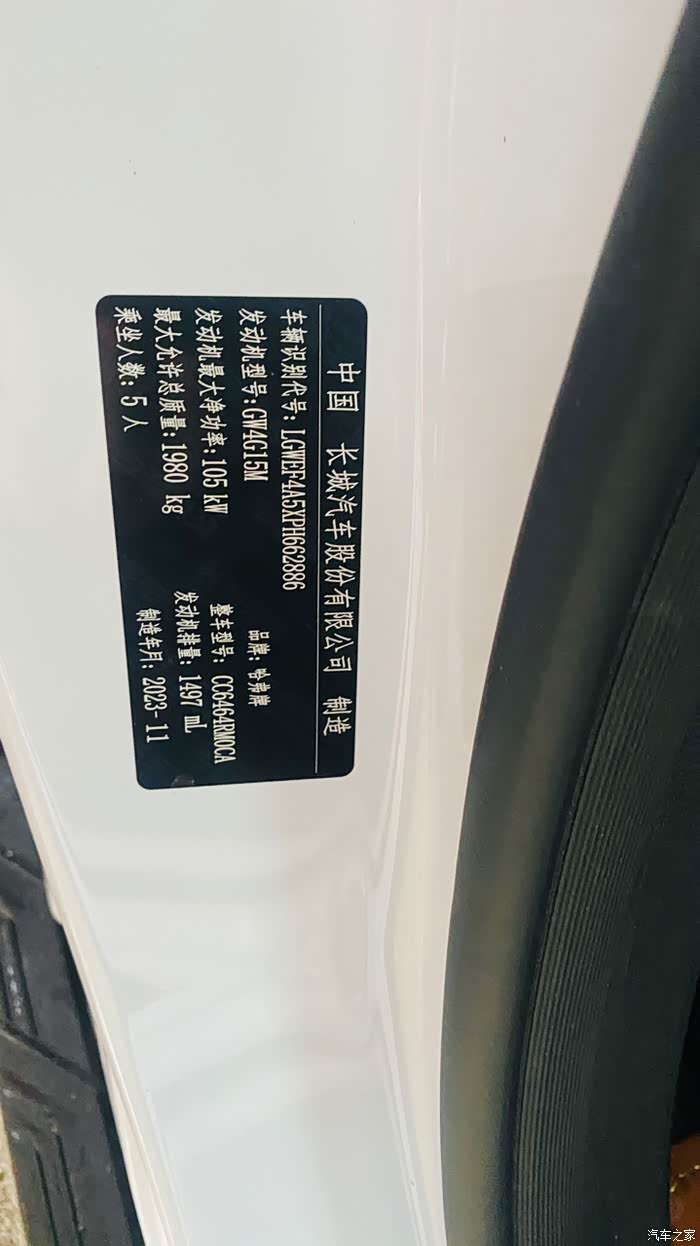 中国 长城汽车股份有限公司 制造
车辆识别代号:LGWEF4A5XPH662886
发动机型号:GW4G15M 品牌:哈弗牌
发动机最大净功率:105 kW 整车型号:CC6464RM0CA
最大允许总质量:1980 kg 发动机排量:1497 mL
乘坐人数:5 人 制造年月:2023-11
汽车之家